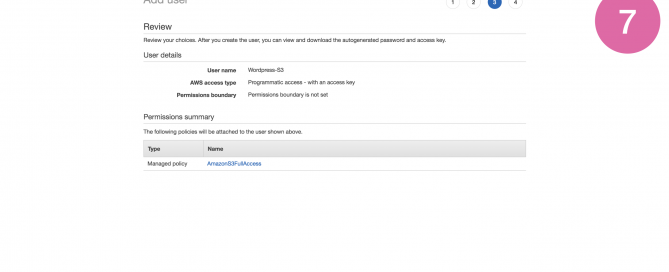 Add user
1 2 3 4
7
Review
Review your choices. After you create the user, you can view and download the autogenerated password and access key.
User details
User name Wordpress-S3
AWS access type Programmatic access - with an access key
Permissions boundary Permissions boundary is not set
Permissions summary
The following policies will be attached to the user shown above.
Type Name
Managed policy AmazonS3FullAccess